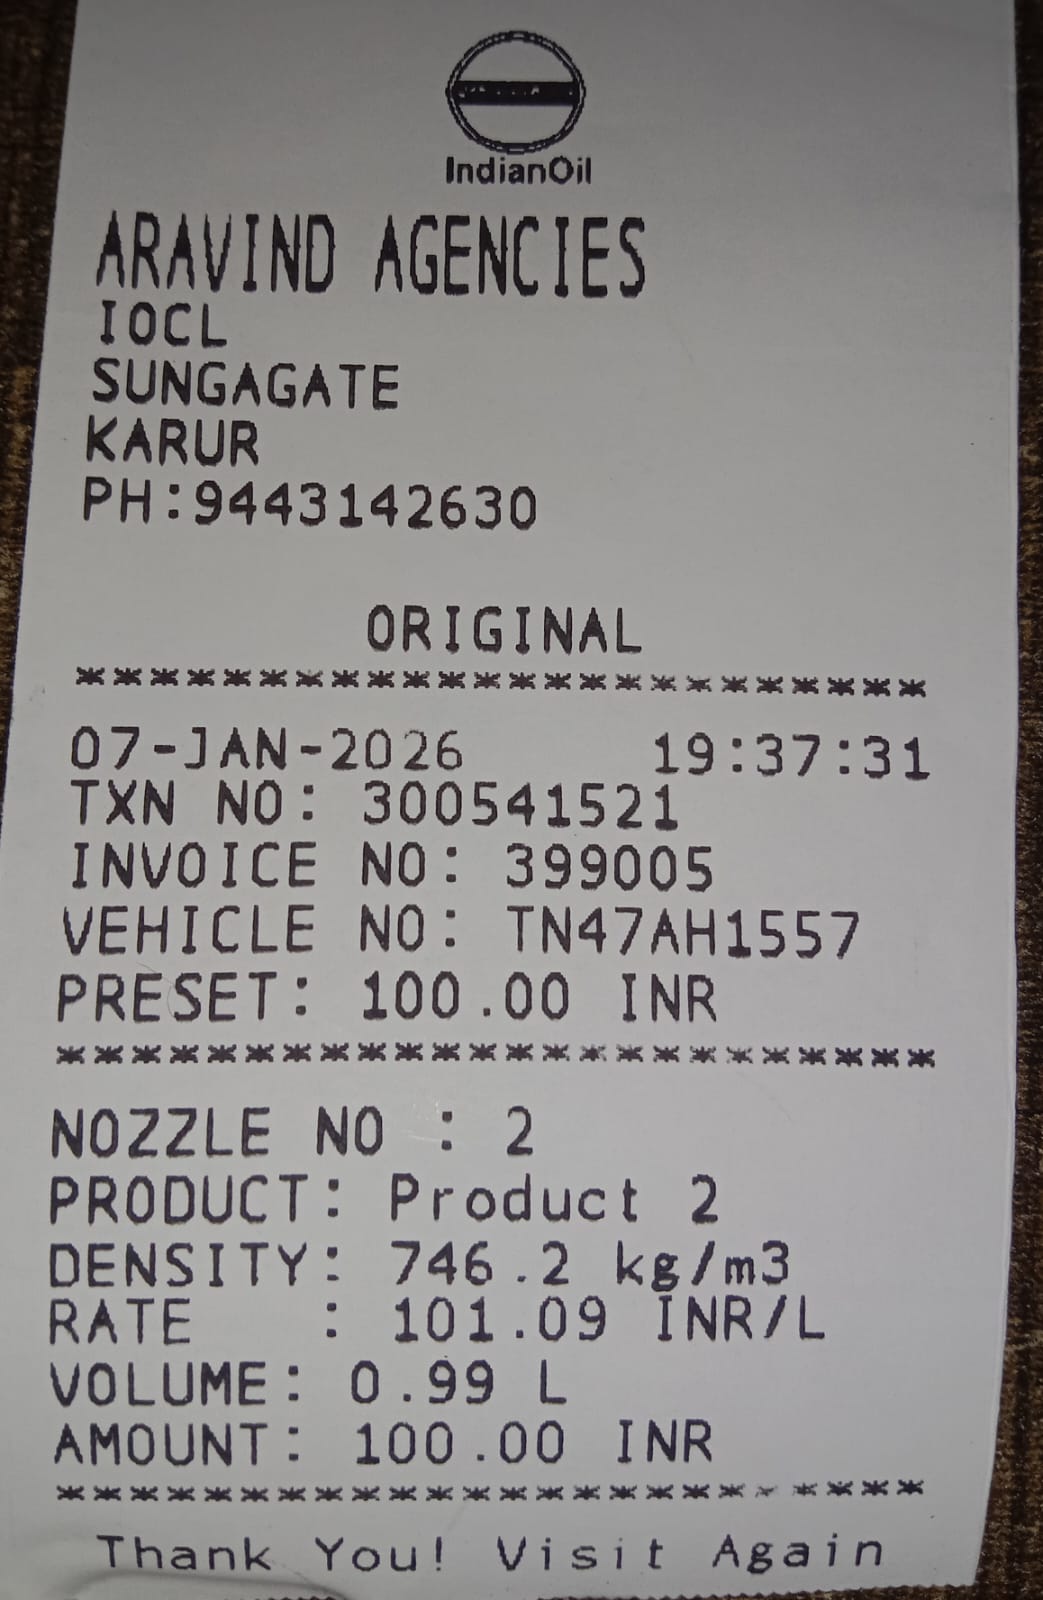 IndianOil
ARAVIND AGENCIES
IOCL
SUNGAGATE
KARUR
PH:9443142630
ORIGINAL
************************
07-JAN-2026 19:37:31
TXN NO: 300541521
INVOICE NO: 399005
VEHICLE NO: TN47AH1557
PRESET: 100.00 INR
************************
NOZZLE NO : 2
PRODUCT: Product 2
DENSITY: 746.2 kg/m3
RATE : 101.09 INR/L
VOLUME: 0.99 L
AMOUNT: 100.00 INR
************************
Thank You! Visit Again